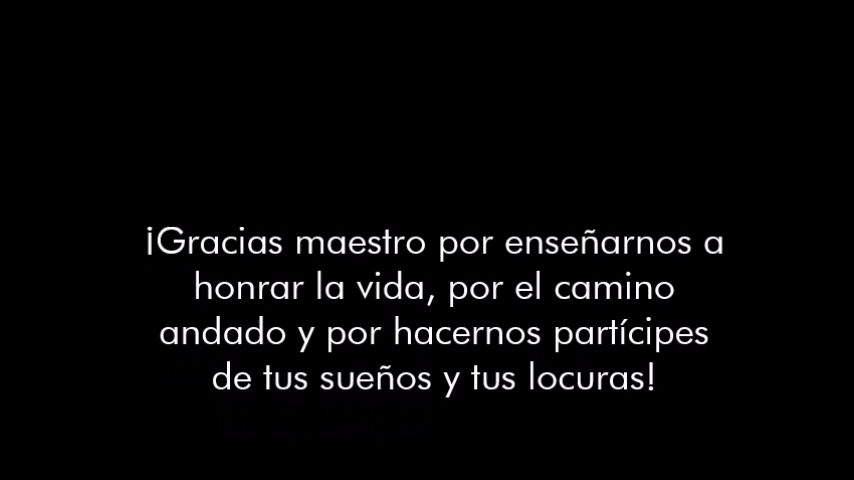 ¡Gracias maestro por enseñarnos a
honrar la vida, por el camino
andado y por hacernos partícipes
de tus sueños y tus locuras!